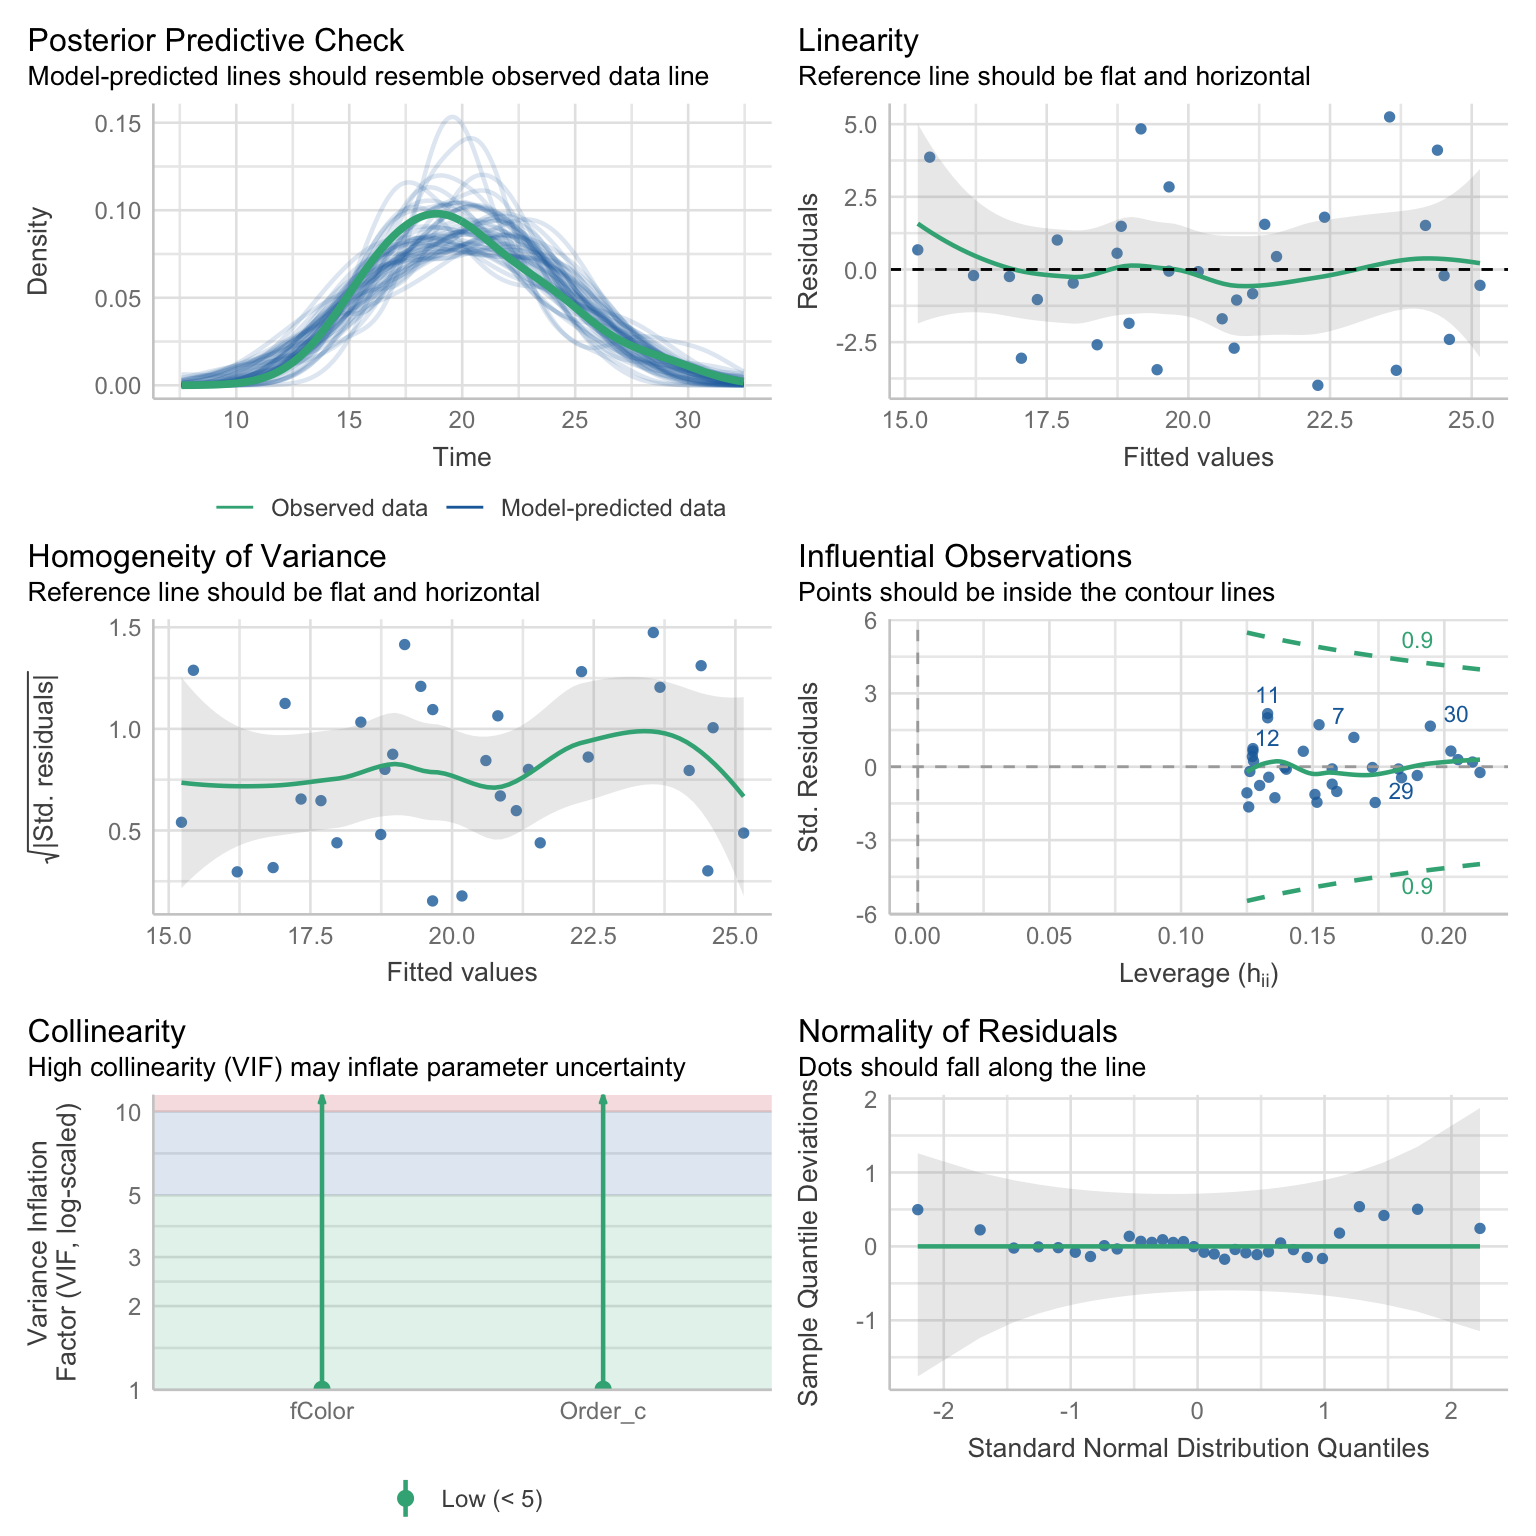 Posterior Predictive Check
Model-predicted lines should resemble observed data line
0.15
0.10
0.05
0.00
Density
10 15 20 25 30
Time
Observed data Model-predicted data
Linearity
Reference line should be flat and horizontal
5.0
2.5
0.0
-2.5
Residuals
15.0 17.5 20.0 22.5 25.0
Fitted values
Homogeneity of Variance
Reference line should be flat and horizontal
1.5
1.0
0.5
√|Std. residuals|
15.0 17.5 20.0 22.5 25.0
Fitted values
Influential Observations
Points should be inside the contour lines
6
3
0
-3
-6
Std. Residuals
0.9
11
7
30
12
29
0.9
0.00 0.05 0.10 0.15 0.20
Leverage (hii)
Collinearity
High collinearity (VIF) may inflate parameter uncertainty
10
5
3
2
1
Variance Inflation
Factor (VIF, log-scaled)
fColor Order_c
Low (< 5)
Normality of Residuals
Dots should fall along the line
2
1
0
-1
Sample Quantile Deviations
-2 -1 0 1 2
Standard Normal Distribution Quantiles